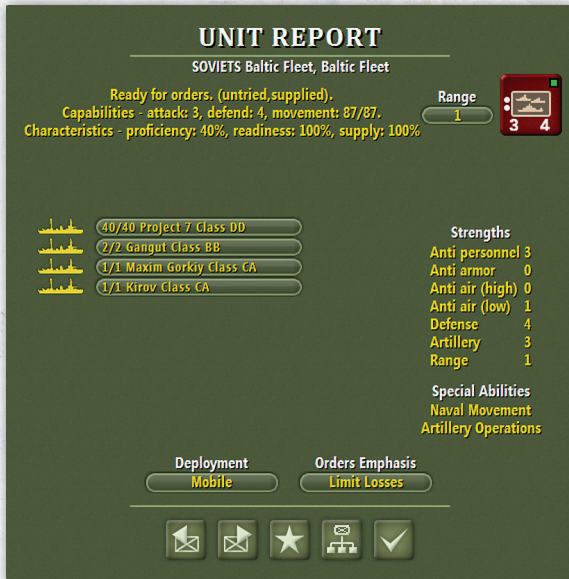 UNIT REPORT
SOVIETS Baltic Fleet, Baltic Fleet
Ready for orders. (untried,supplied).
Capabilities - attack: 3, defend: 4, movement: 87/87.
Characteristics - proficiency: 40%, readiness: 100%, supply: 100%
Range
1
3 4
40/40 Project 7 Class DD
2/2 Gangut Class BB
1/1 Maxim Gorkiy Class CA
1/1 Kirov Class CA
Strengths
Anti personnel 3
Anti armor 0
Anti air (high) 0
Anti air (low) 1
Defense 4
Artillery 3
Range 1
Special Abilities
Naval Movement
Artillery Operations
Deployment
Mobile
Orders Emphasis
Limit Losses